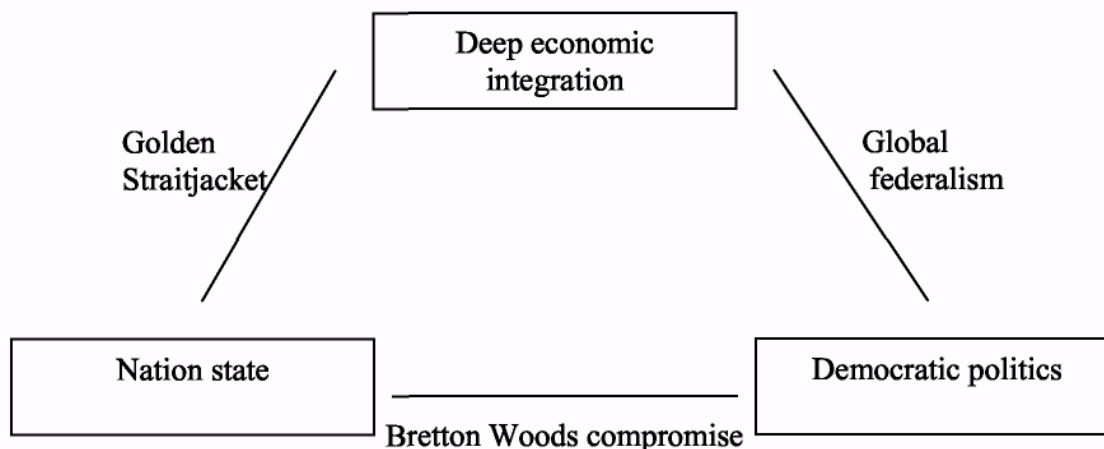 Deep economic
integration
Golden
Straitjacket
Global
federalism
Nation state
Democratic politics
Bretton Woods compromise